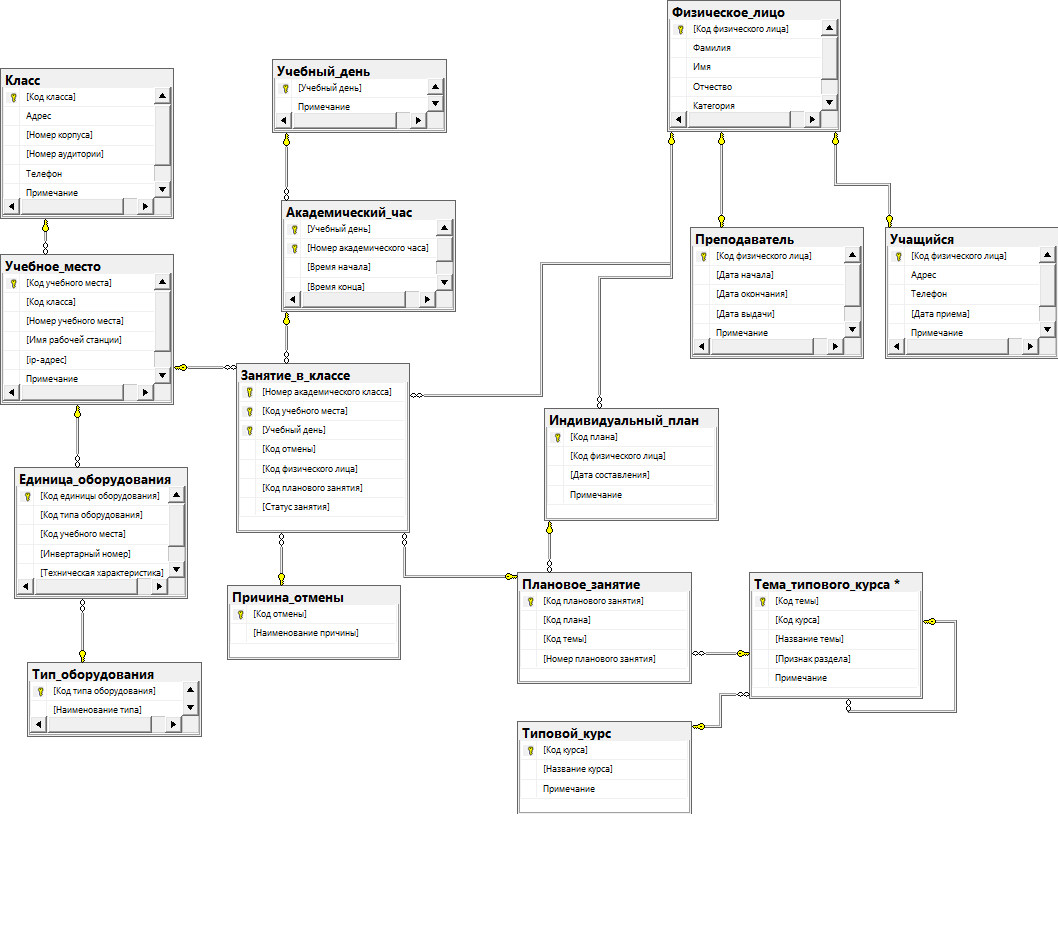 Физическое_лицо
[Код физического лица]
Фамилия
Имя
Отчество
Категория
Класс
[Код класса]
Адрес
[Номер корпуса]
[Номер аудитории]
Телефон
Примечание
Учебный_день
[Учебный день]
Примечание
Академический_час
[Учебный день]
[Номер академического часа]
[Время начала]
[Время конца]
Преподаватель
[Код физического лица]
[Дата начала]
[Дата окончания]
[Дата выдачи]
Примечание
Учащийся
[Код физического лица]
Адрес
Телефон
[Дата приема]
Примечание
Учебное_место
[Код учебного места]
[Код класса]
[Номер учебного места]
[Имя рабочей станции]
[ip-адрес]
Примечание
Занятие_в_классе
[Номер академического класса]
[Код учебного места]
[Учебный день]
[Код отмены]
[Код физического лица]
[Код планового занятия]
[Статус занятия]
Индивидуальный_план
[Код плана]
[Код физического лица]
[Дата составления]
Примечание
Единица_оборудования
[Код единицы оборудования]
[Код типа оборудования]
[Код учебного места]
[Инвертарный номер]
[Техническая характеристика]
Причина_отмены
[Код отмены]
[Наименование причины]
Плановое_занятие
[Код планового занятия]
[Код плана]
[Код темы]
[Номер планового занятия]
Тема_типового_курса *
[Код темы]
[Код курса]
[Название темы]
[Признак раздела]
Примечание
Тип_оборудования
[Код типа оборудования]
[Наименование типа]
Типовой_курс
[Код курса]
[Название курса]
Примечание